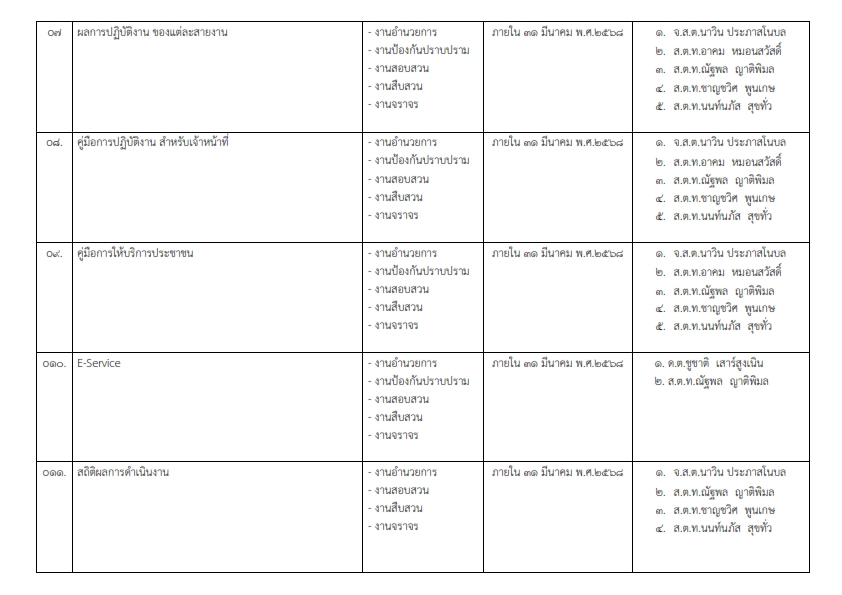 ๐๗ ผลการปฏิบัติงาน ของแต่ละสายงาน - งานอำนวยการ ภายใน ๓๑ มีนาคม พ.ศ.๒๕๖๘ ๑. จ.ส.ต.นาวิน ประภาสโนบล
- งานป้องกันปราบปราม ๒. ส.ต.ท.อาคม หมอนสวัสดิ์
- งานสอบสวน ๓. ส.ต.ท.ณัฐพล ญาติพิมล
- งานสืบสวน ๔. ส.ต.ท.ชาญชวิศ พูนเกษ
- งานจราจร ๕. ส.ต.ท.นนท์นภัส สุขทั่ว
๐๘. คู่มือการปฏิบัติงาน สำหรับเจ้าหน้าที่ - งานอำนวยการ ภายใน ๓๑ มีนาคม พ.ศ.๒๕๖๘ ๑. จ.ส.ต.นาวิน ประภาสโนบล
- งานป้องกันปราบปราม ๒. ส.ต.ท.อาคม หมอนสวัสดิ์
- งานสอบสวน ๓. ส.ต.ท.ณัฐพล ญาติพิมล
- งานสืบสวน ๔. ส.ต.ท.ชาญชวิศ พูนเกษ
- งานจราจร ๕. ส.ต.ท.นนท์นภัส สุขทั่ว
๐๙. คู่มือการให้บริการประชาชน - งานอำนวยการ ภายใน ๓๑ มีนาคม พ.ศ.๒๕๖๘ ๑. จ.ส.ต.นาวิน ประภาสโนบล
- งานป้องกันปราบปราม ๒. ส.ต.ท.อาคม หมอนสวัสดิ์
- งานสอบสวน ๓. ส.ต.ท.ณัฐพล ญาติพิมล
- งานสืบสวน ๔. ส.ต.ท.ชาญชวิศ พูนเกษ
- งานจราจร ๕. ส.ต.ท.นนท์นภัส สุขทั่ว
๐๑๐. E-Service - งานอำนวยการ ภายใน ๓๑ มีนาคม พ.ศ.๒๕๖๘ ๑. ด.ต.ชูชาติ เสาร์สูงเนิน
- งานป้องกันปราบปราม ๒. ส.ต.ท.ณัฐพล ญาติพิมล
- งานสอบสวน
- งานสืบสวน
- งานจราจร
๐๑๑. สถิติผลการดำเนินงาน - งานอำนวยการ ภายใน ๓๑ มีนาคม พ.ศ.๒๕๖๘ ๑. จ.ส.ต.นาวิน ประภาสโนบล
- งานสอบสวน ๒. ส.ต.ท.ณัฐพล ญาติพิมล
- งานสืบสวน ๓. ส.ต.ท.ชาญชวิศ พูนเกษ
- งานจราจร ๔. ส.ต.ท.นนท์นภัส สุขทั่ว